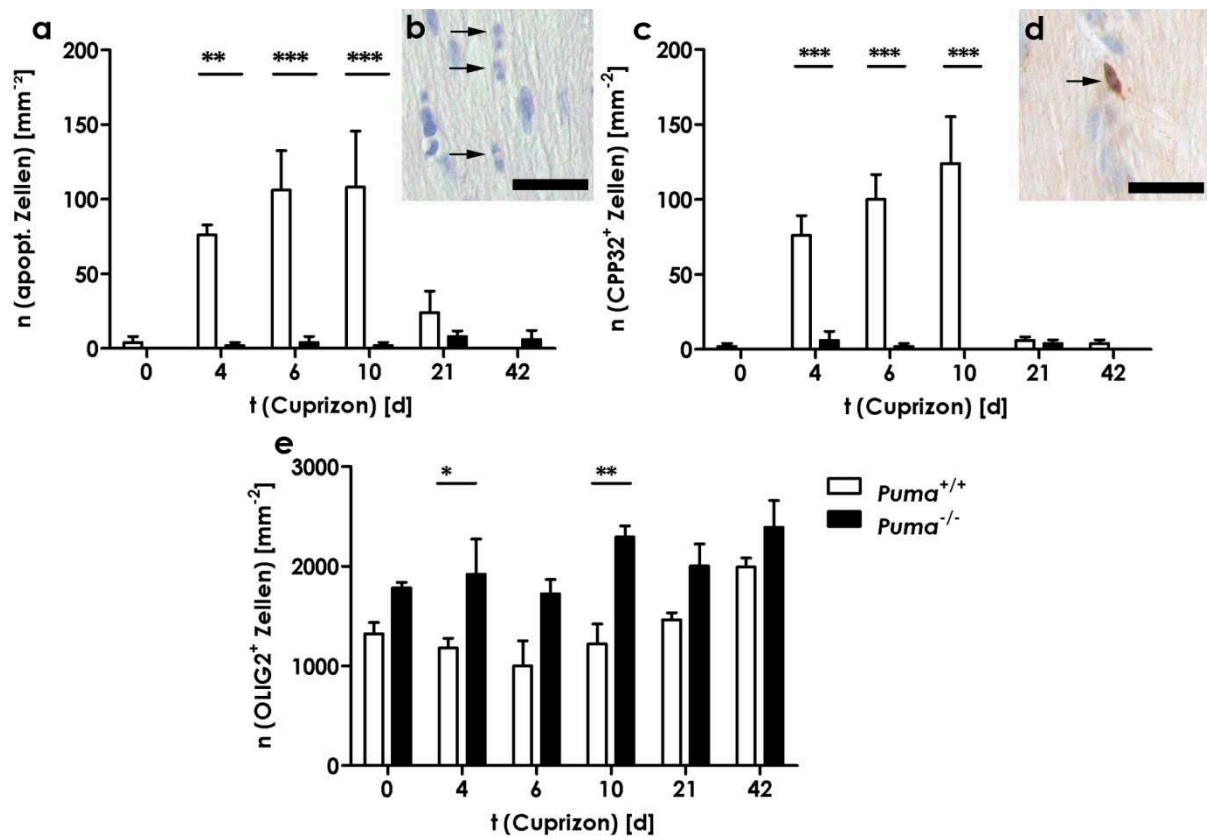 a
n (apopt. Zellen) [mm⁻²]
200
150
100
50
0
** *** ***
0 4 6 10 21 42
t (Cuprizon) [d]
b
c
n (CPP32⁺ Zellen) [mm⁻²]
200
150
100
50
0
*** *** ***
0 4 6 10 21 42
t (Cuprizon) [d]
d
e
n (OLIG2⁺ Zellen) [mm⁻²]
3000
2000
1000
0
* **
0 4 6 10 21 42
t (Cuprizon) [d]
Puma⁺/⁺
Puma⁻/⁻